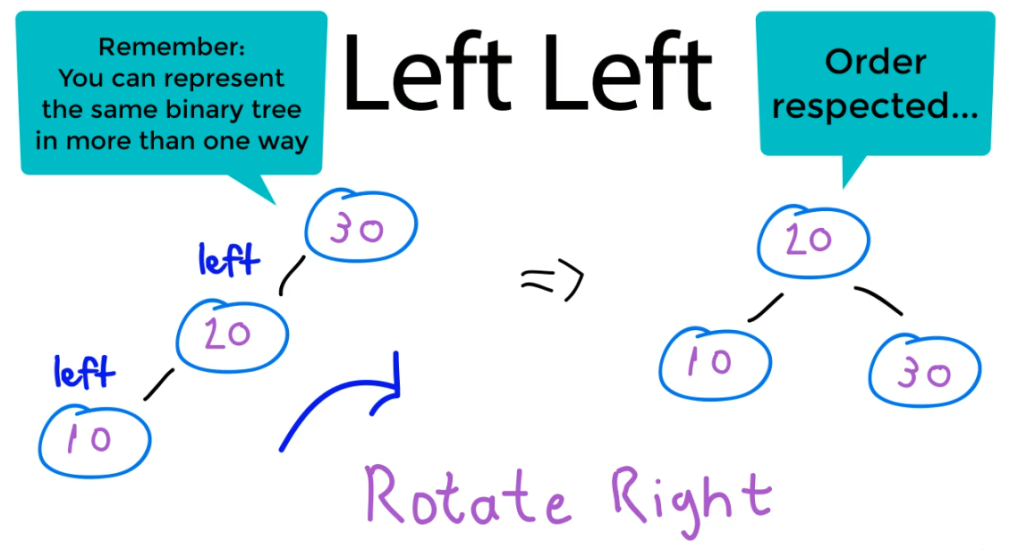 Remember:
You can represent
the same binary tree
in more than one way
Left Left
Order
respected...
30
left
20
left
10
=>
20
10
30
Rotate Right